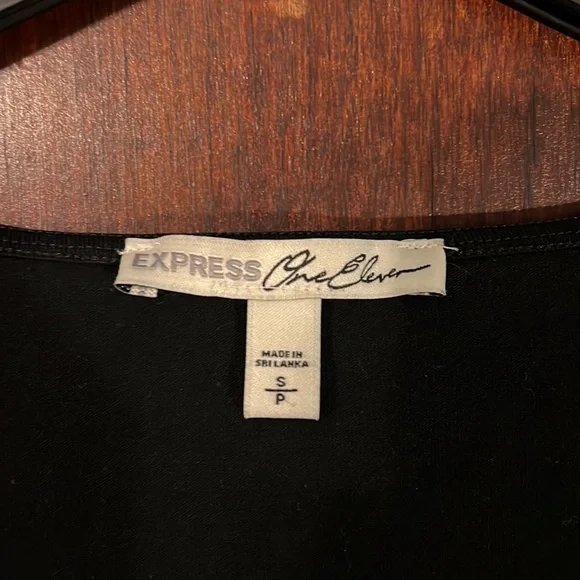 EXPRESS One Eleven
MADE IN
SRI LANKA
S
P